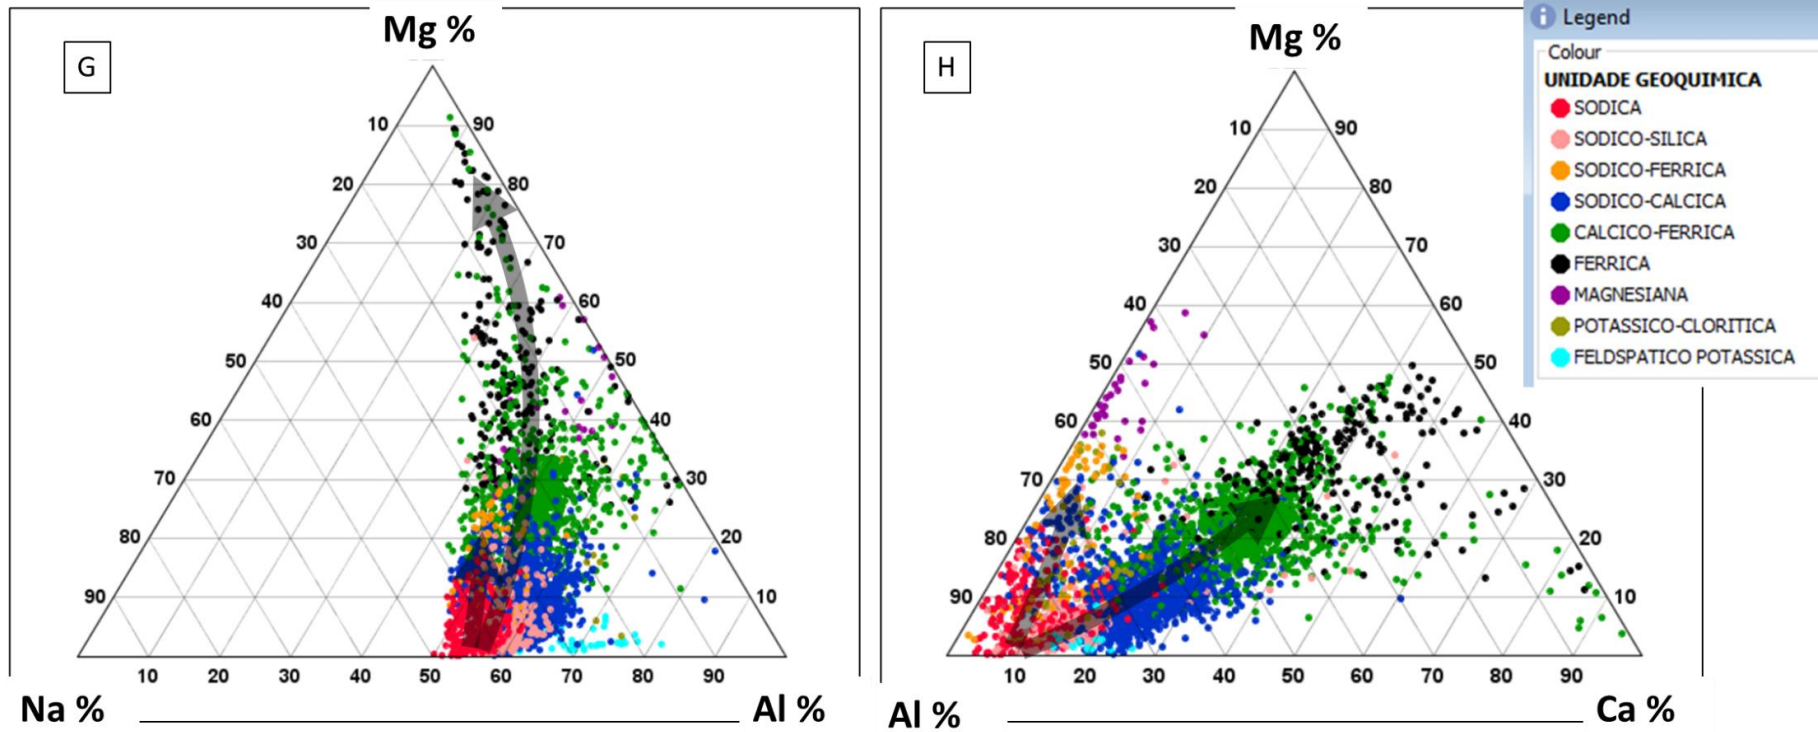 Mg %
G
10 90
20 80
30 70
40 60
50 50
60 40
70 30
80 20
90 10
10 20 30 40 50 60 70 80 90
Na % Al %
Mg %
H
10 90
20 80
30 70
40 60
50 50
60 40
70 30
80 20
90 10
10 20 30 40 50 60 70 80 90
Al % Ca %
i Legend
Colour
UNIDADE GEOQUIMICA
SODICA
SODICO-SILICA
SODICO-FERRICA
SODICO-CALCICA
CALCICO-FERRICA
FERRICA
MAGNESIANA
POTASSICO-CLORITICA
FELDSPATICO POTASSICA